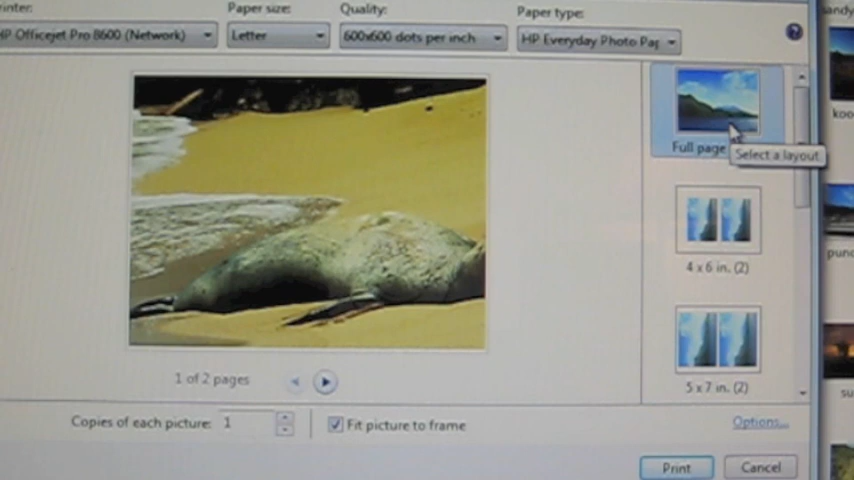 Paper size:
Quality:
Paper type:
HP Officejet Pro 8600 (Network)
Letter
600x600 dots per inch
HP Everyday Photo Pap
Full page
Select a layout
4 x 6 in. (2)
5 x 7 in. (2)
1 of 2 pages
Copies of each picture: 1
Fit picture to frame
Options...
Print
Cancel